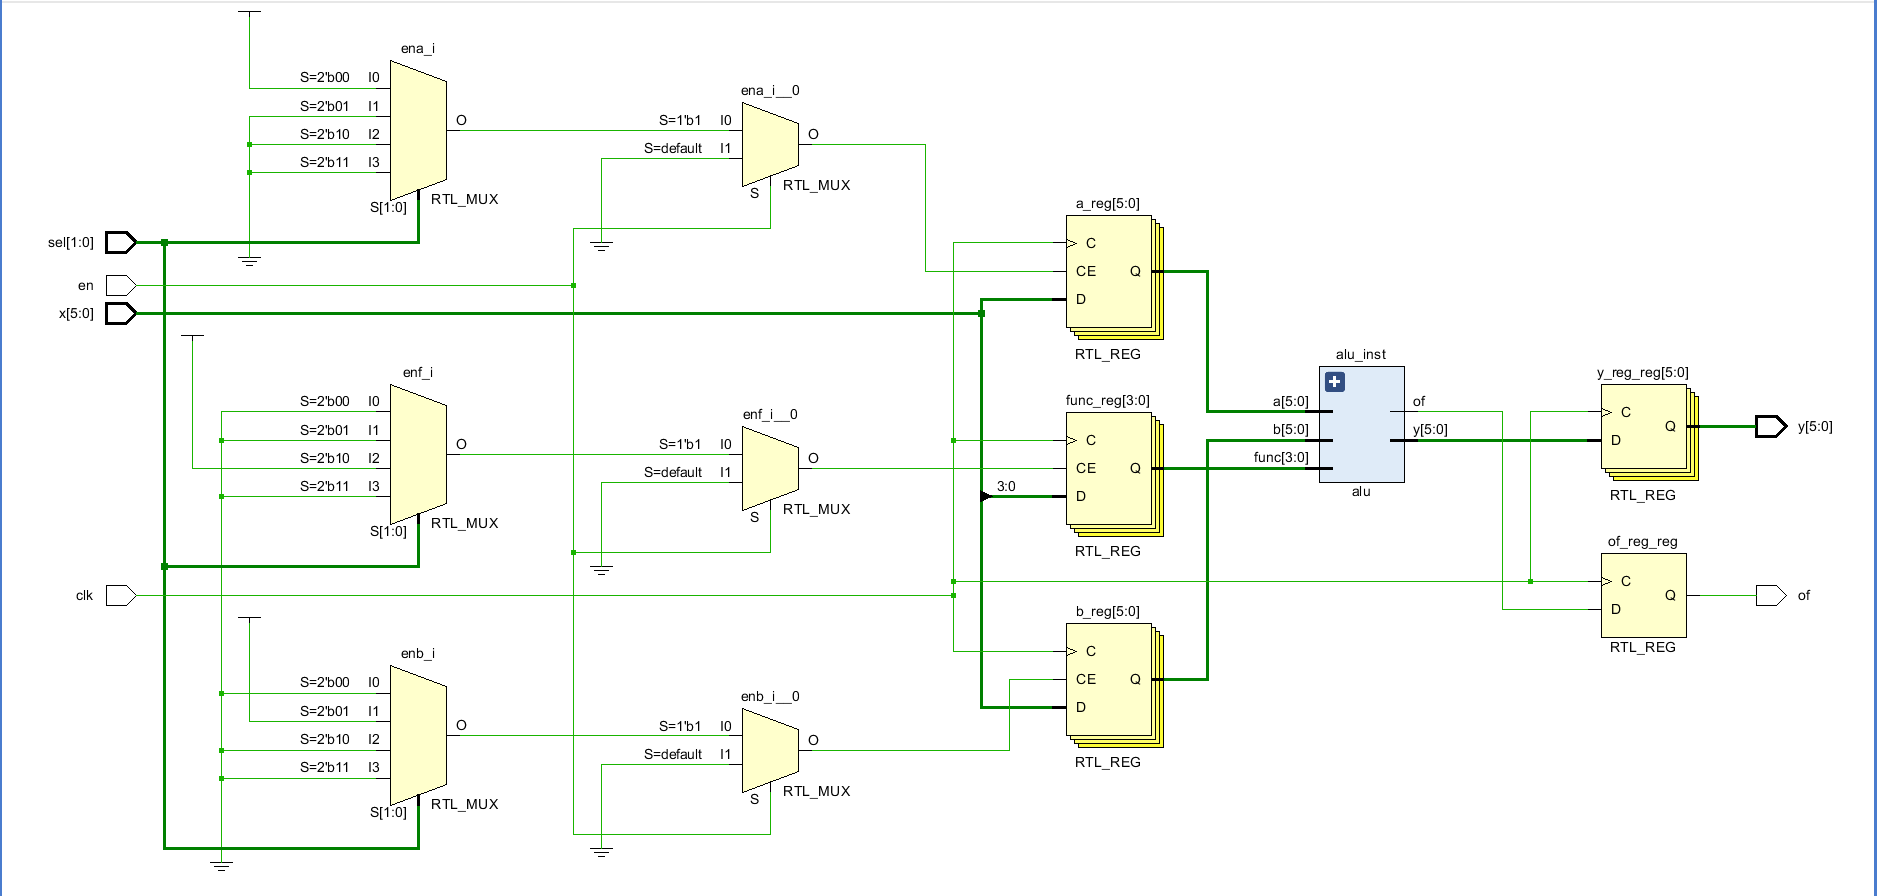 ena_i
S=2'b00 I0
S=2'b01 I1
S=2'b10 I2
S=2'b11 I3
O
S[1:0]
RTL_MUX
ena_i__0
S=1'b1 I0
S=default I1
O
S
RTL_MUX
sel[1:0]
en
x[5:0]
enf_i
S=2'b00 I0
S=2'b01 I1
S=2'b10 I2
S=2'b11 I3
O
S[1:0]
RTL_MUX
enf_i__0
S=1'b1 I0
S=default I1
O
S
RTL_MUX
clk
enb_i
S=2'b00 I0
S=2'b01 I1
S=2'b10 I2
S=2'b11 I3
O
S[1:0]
RTL_MUX
enb_i__0
S=1'b1 I0
S=default I1
O
S
RTL_MUX
a_reg[5:0]
C
CE Q
D
RTL_REG
func_reg[3:0]
C
CE Q
3:0 D
RTL_REG
b_reg[5:0]
C
CE Q
D
RTL_REG
alu_inst
a[5:0] of
b[5:0] y[5:0]
func[3:0]
alu
y_reg_reg[5:0]
C
Q
D
RTL_REG
y[5:0]
of_reg_reg
C
Q
D
RTL_REG
of